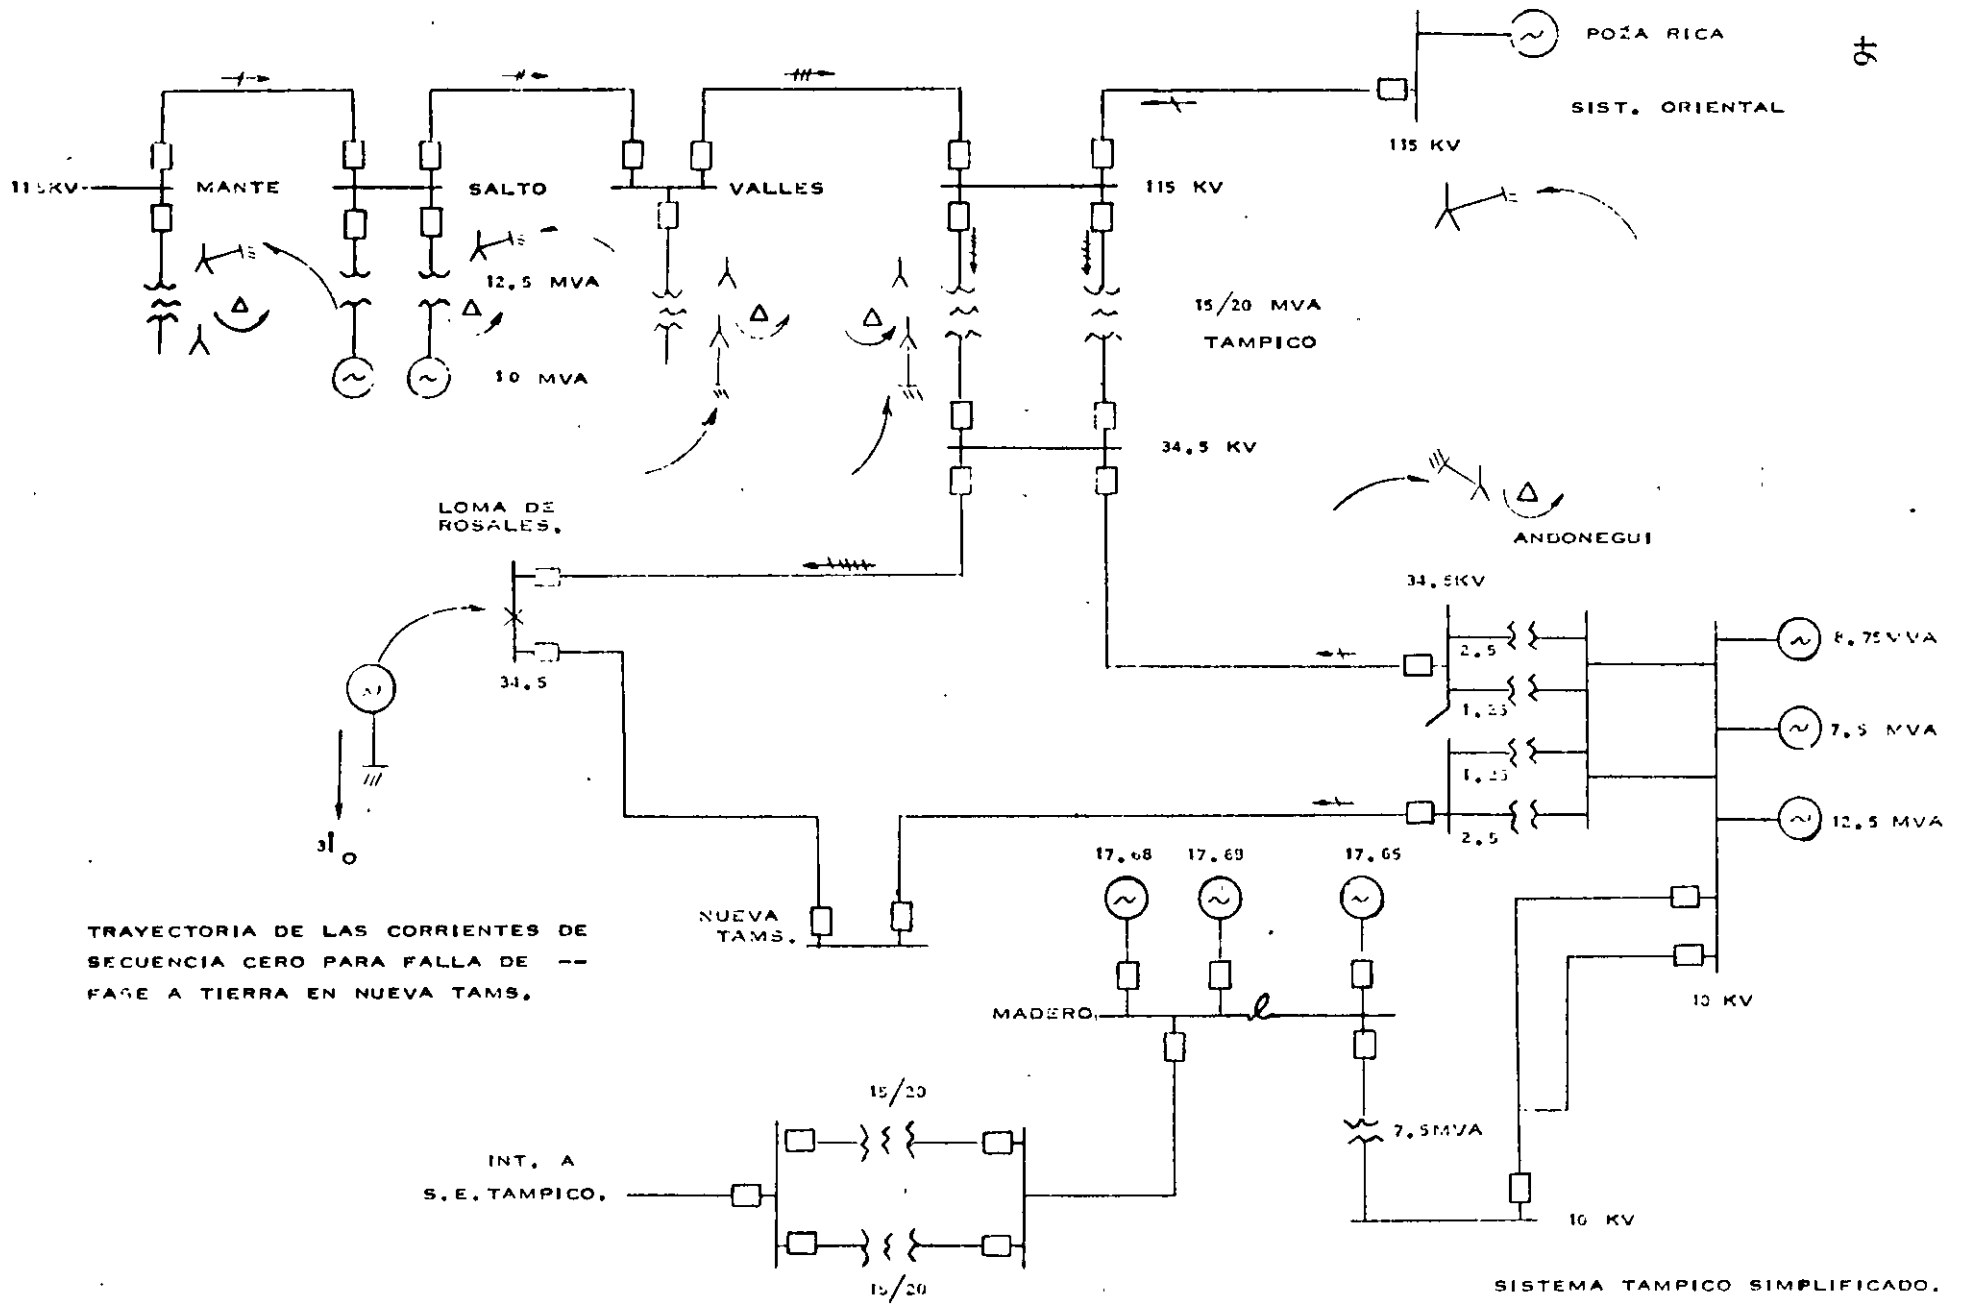 POZA RICA
46
SIST. ORIENTAL
115 KV
115KV
MANTE
SALTO
VALLES
115 KV
12.5 MVA
15/20 MVA
TAMPICO
10 MVA
34.5 KV
LOMA DE
ROSALES.
ANDONEGUI
34.5KV
34.5
2.5
1.25
1.25
2.5
8.75MVA
7.5 MVA
12.5 MVA
3I0
17.68
17.69
17.65
NUEVA
TAMS.
TRAYECTORIA DE LAS CORRIENTES DE
SECUENCIA CERO PARA FALLA DE --
FASE A TIERRA EN NUEVA TAMS.
MADERO
10 KV
15/20
7.5MVA
INT. A
S.E. TAMPICO.
10 KV
15/20
SISTEMA TAMPICO SIMPLIFICADO.